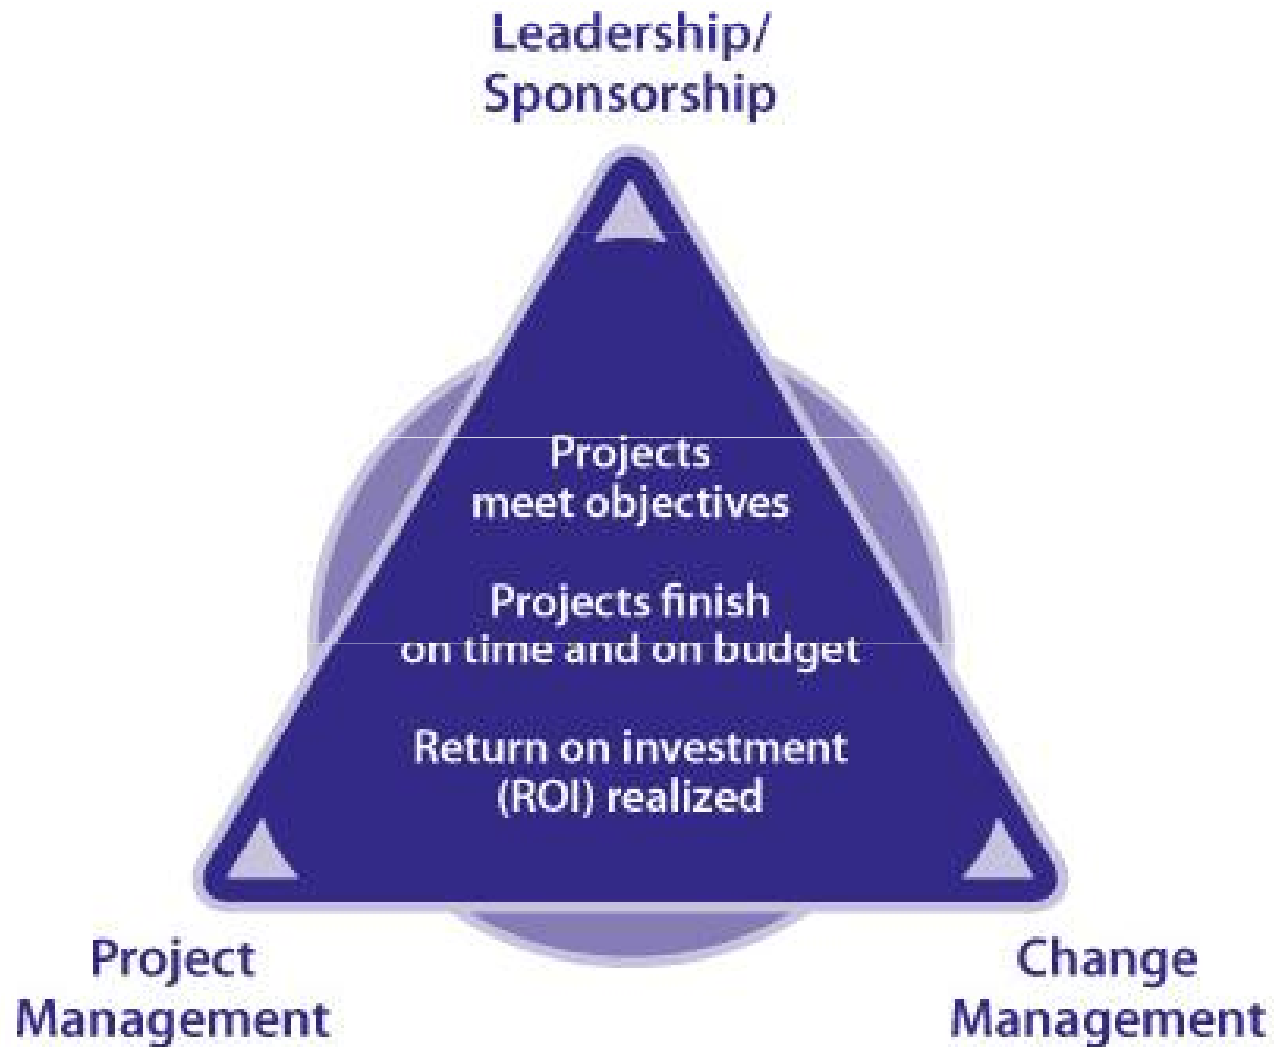 Leadership/
Sponsorship
Projects
meet objectives
Projects finish
on time and on budget
Return on investment
(ROI) realized
Project
Management
Change
Management